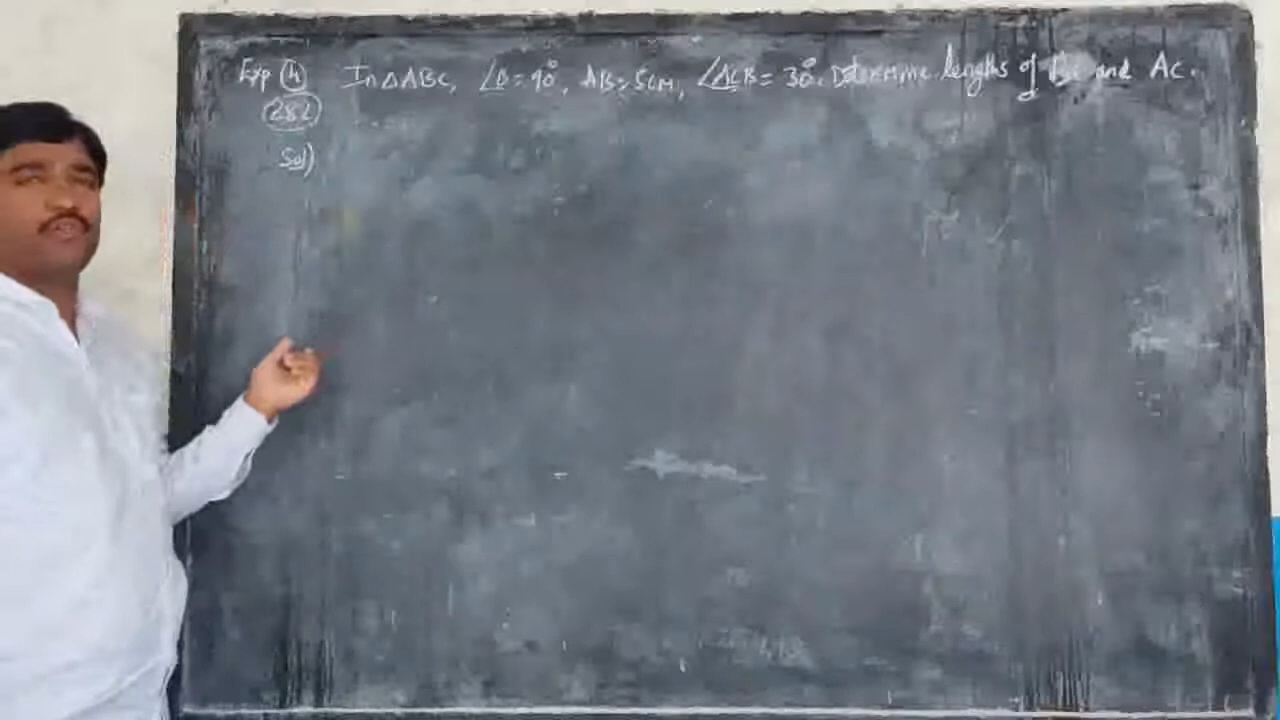 Exp (4) In △ABC, ∠B = 90°, AB = 5cm, ∠ACB = 30°. Determine lengths of BC and AC.
(282)
Sol)